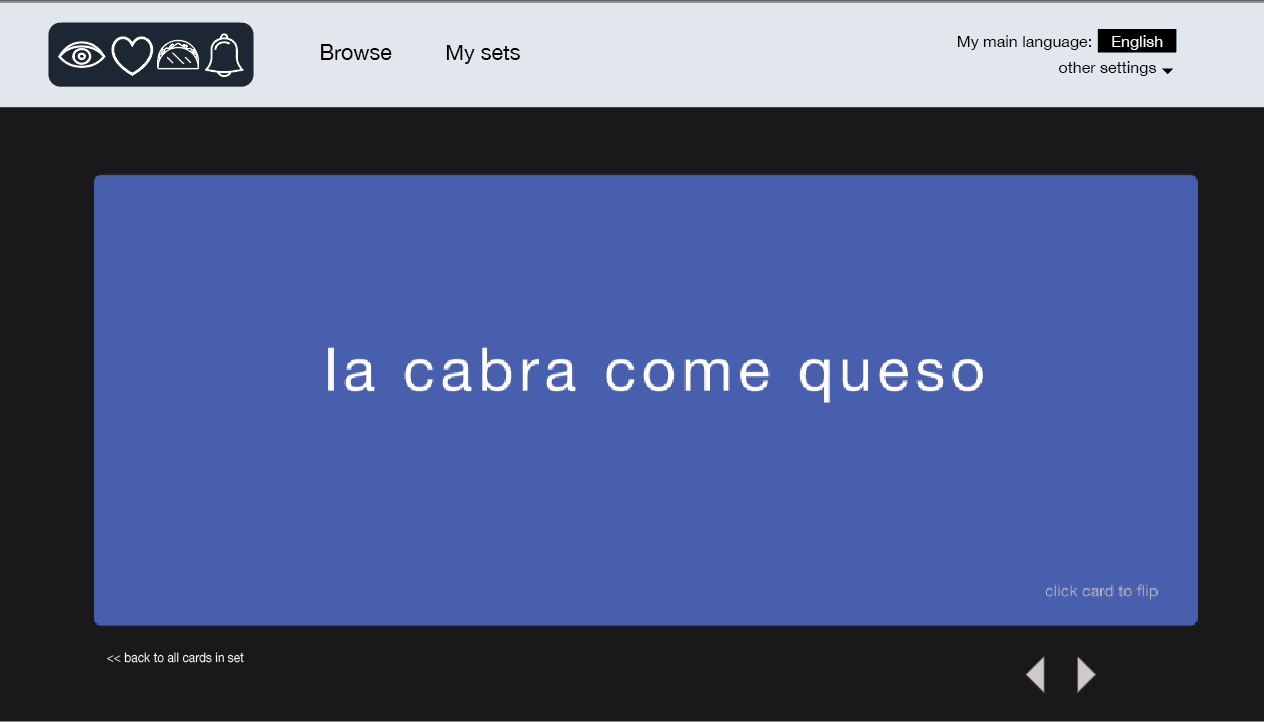 Browse
My sets
My main language: English
other settings
la cabra come queso
click card to flip
<< back to all cards in set